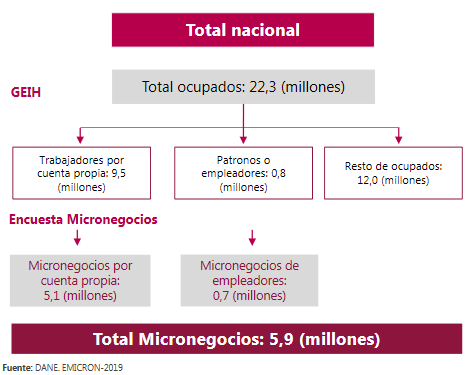 Total nacional
GEIH
Total ocupados: 22,3 (millones)
Trabajadores por
cuenta propia: 9,5
(millones)
Patronos o
empleadores: 0,8
(millones)
Resto de ocupados:
12,0 (millones)
Encuesta Micronegocios
Micronegocios por
cuenta propia:
5,1 (millones)
Micronegocios de
empleadores:
0,7 (millones)
Total Micronegocios: 5,9 (millones)
Fuente: DANE. EMICRON-2019